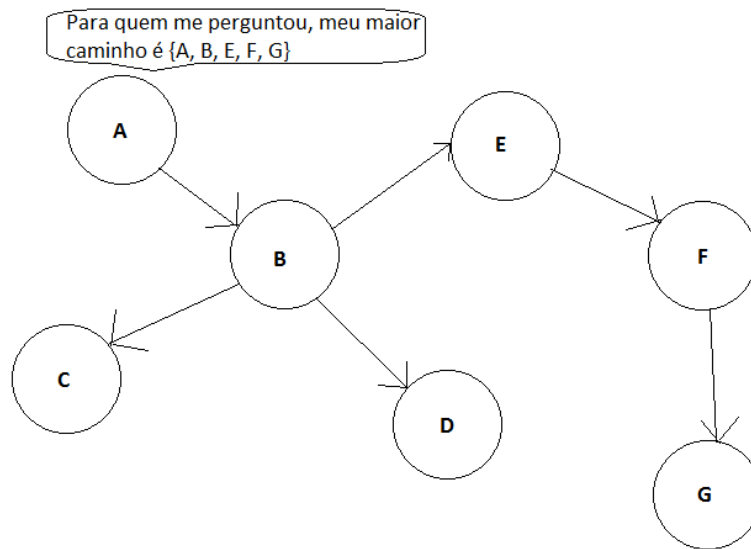 Para quem me perguntou, meu maior
caminho é {A, B, E, F, G}
A
E
B
F
C
D
G